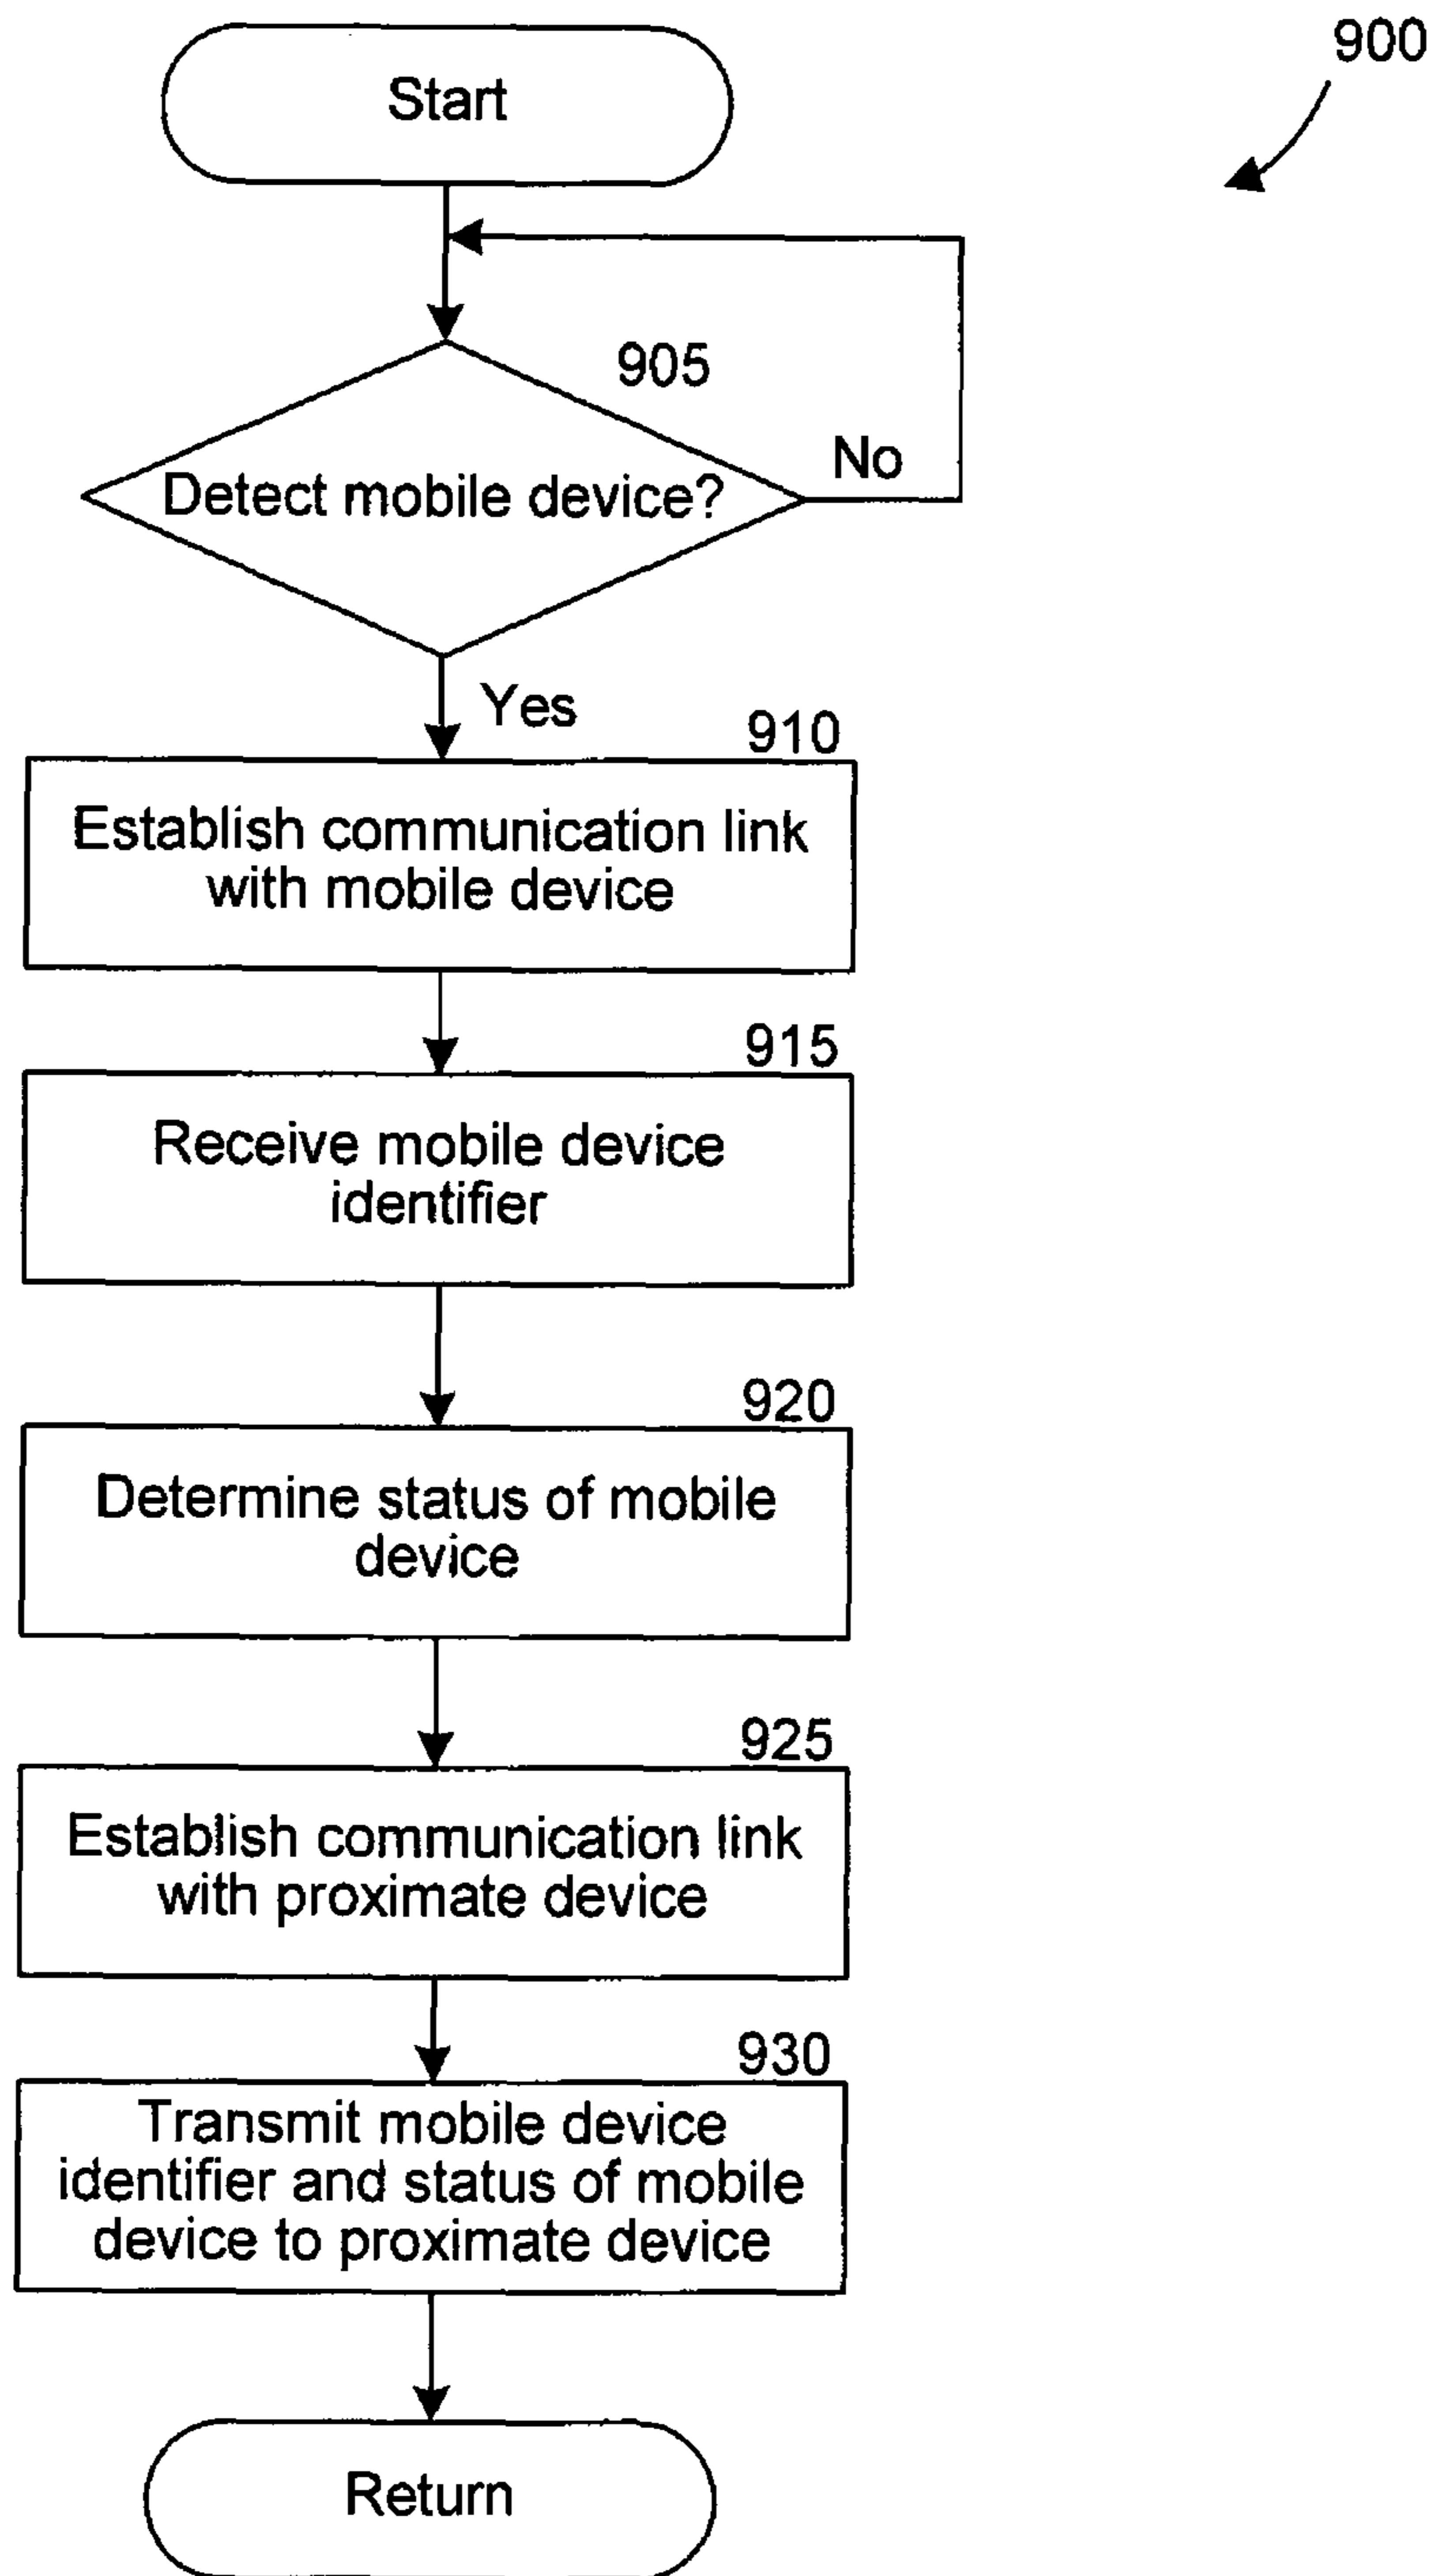 900
Start
905
Detect mobile device?
No
Yes
910
Establish communication link
with mobile device
915
Receive mobile device
identifier
920
Determine status of mobile
device
925
Establish communication link
with proximate device
930
Transmit mobile device
identifier and status of mobile
device to proximate device
Return